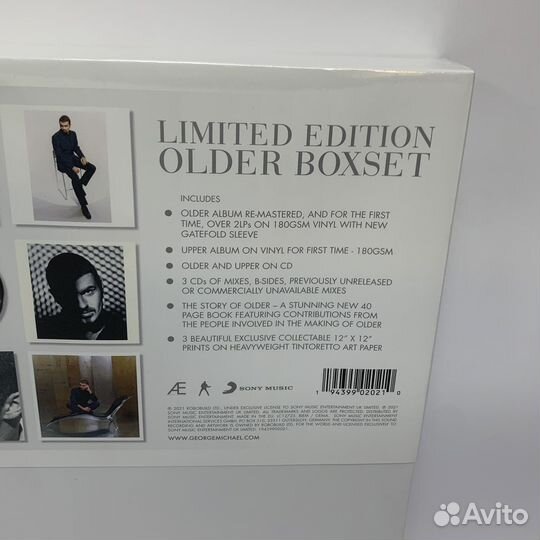 LIMITED EDITION
OLDER BOXSET
INCLUDES
OLDER ALBUM RE-MASTERED, AND FOR THE FIRST
TIME, OVER 2LPs ON 180GSM VINYL WITH NEW
GATEFOLD SLEEVE
UPPER ALBUM ON VINYL FOR FIRST TIME - 180GSM
OLDER AND UPPER ON CD
3 CDs OF MIXES, B-SIDES, PREVIOUSLY UNRELEASED
OR COMMERCIALLY UNAVAILABLE MIXES
THE STORY OF OLDER – A STUNNING NEW 40
PAGE BOOK FEATURING CONTRIBUTIONS FROM
THE PEOPLE INVOLVED IN THE MAKING OF OLDER
3 BEAUTIFUL EXCLUSIVE COLLECTABLE 12" X 12"
PRINTS ON HEAVYWEIGHT TINTORETTO ART PAPER
Æ SONY MUSIC
1 94399 02021 0
WWW.GEORGEMICHAEL.COM
Avito